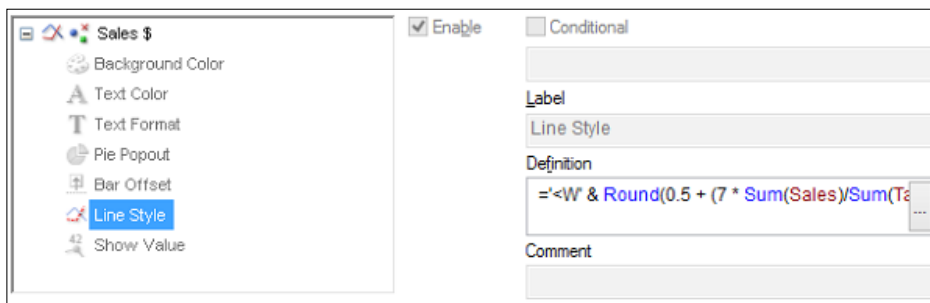 Sales $
Background Color
Text Color
Text Format
Pie Popout
Bar Offset
Line Style
42 Show Value
Enable
Conditional
Label
Line Style
Definition
='<W' & Round(0.5 + (7 * Sum(Sales)/Sum(Ta
...
Comment